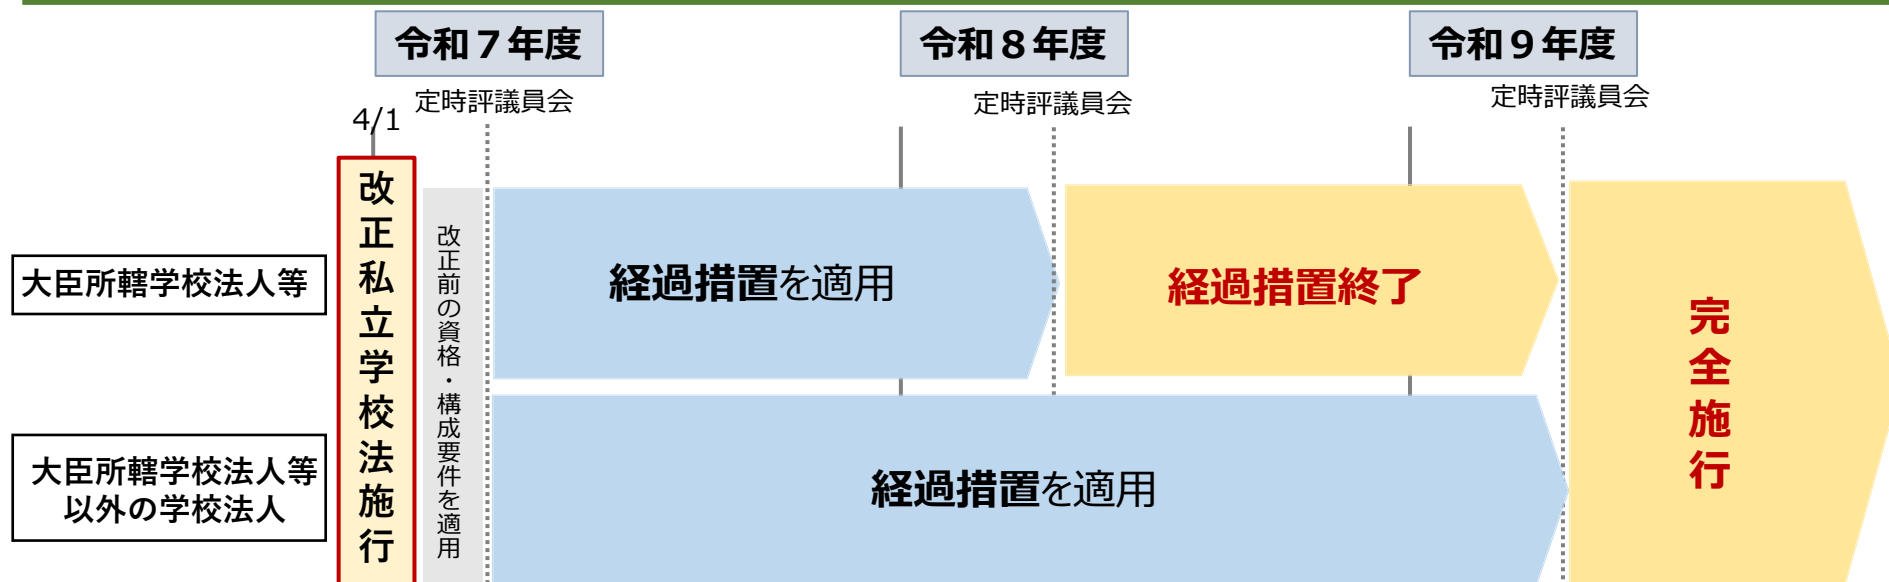 令和７年度
令和８年度
令和９年度
定時評議員会
定時評議員会
定時評議員会
4/1
改正私立学校法施行
改正前の資格・構成要件を適用
大臣所轄学校法人等
経過措置を適用
経過措置終了
完全施行
大臣所轄学校法人等
以外の学校法人
経過措置を適用